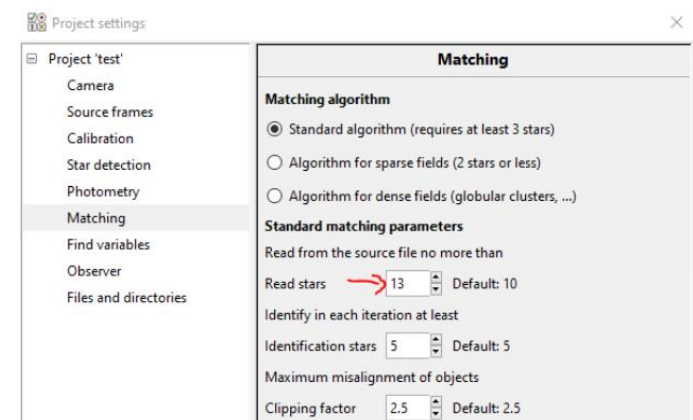 Project settings
Project 'test'
Camera
Source frames
Calibration
Star detection
Photometry
Matching
Find variables
Observer
Files and directories
Matching
Matching algorithm
Standard algorithm (requires at least 3 stars)
Algorithm for sparse fields (2 stars or less)
Algorithm for dense fields (globular clusters, ...)
Standard matching parameters
Read from the source file no more than
Read stars 13 Default: 10
Identify in each iteration at least
Identification stars 5 Default: 5
Maximum misalignment of objects
Clipping factor 2.5 Default: 2.5